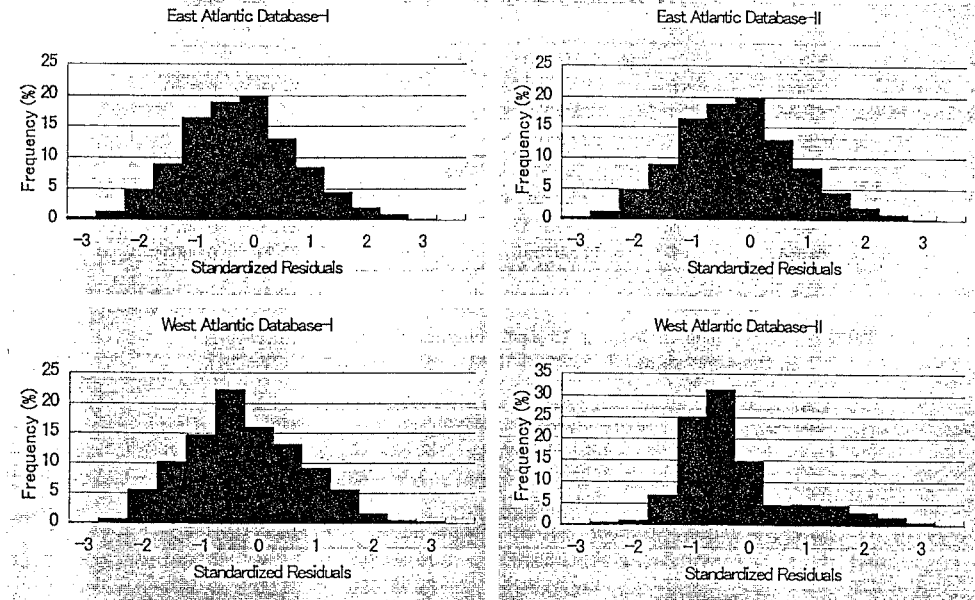 East Atlantic Database-I
Frequency (%)
25
20
15
10
5
0
-3 -2 -1 0 1 2 3
Standardized Residuals
East Atlantic Database-II
Frequency (%)
25
20
15
10
5
0
-3 -2 -1 0 1 2 3
Standardized Residuals
West Atlantic Database-I
Frequency (%)
25
20
15
10
5
0
-3 -2 -1 0 1 2 3
Standardized Residuals
West Atlantic Database-II
Frequency (%)
35
30
25
20
15
10
5
0
-3 -2 -1 0 1 2 3
Standardized Residuals